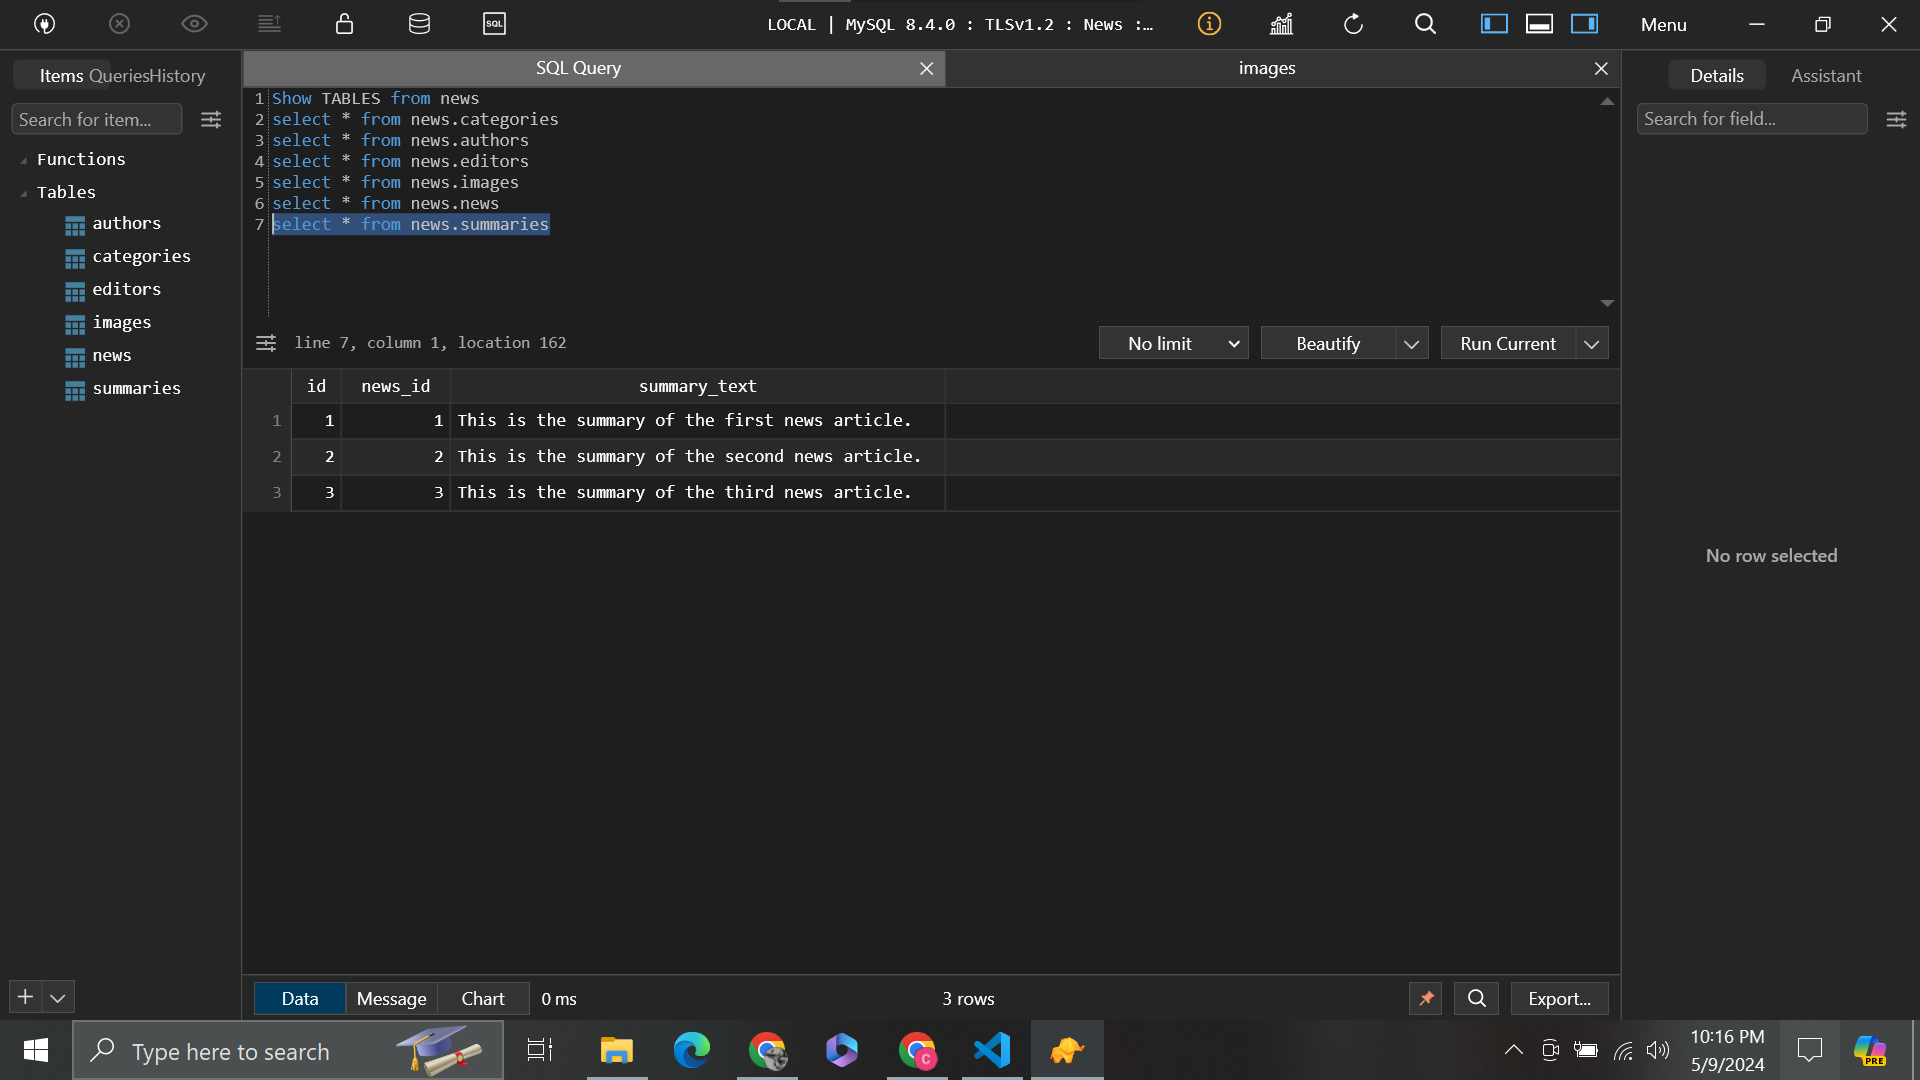 SQL
LOCAL | MySQL 8.4.0 : TLSv1.2 : News :...
Menu
Items Queries History
Search for item...
Functions
Tables
authors
categories
editors
images
news
summaries
SQL Query
images
1 Show TABLES from news
2 select * from news.categories
3 select * from news.authors
4 select * from news.editors
5 select * from news.images
6 select * from news.news
7 select * from news.summaries
line 7, column 1, location 162
No limit
Beautify
Run Current
id news_id summary_text
1 1 1 This is the summary of the first news article.
2 2 2 This is the summary of the second news article.
3 3 3 This is the summary of the third news article.
Data Message Chart 0 ms
3 rows
Export...
Details Assistant
Search for field...
No row selected
Type here to search
C
10:16 PM
5/9/2024
PRE